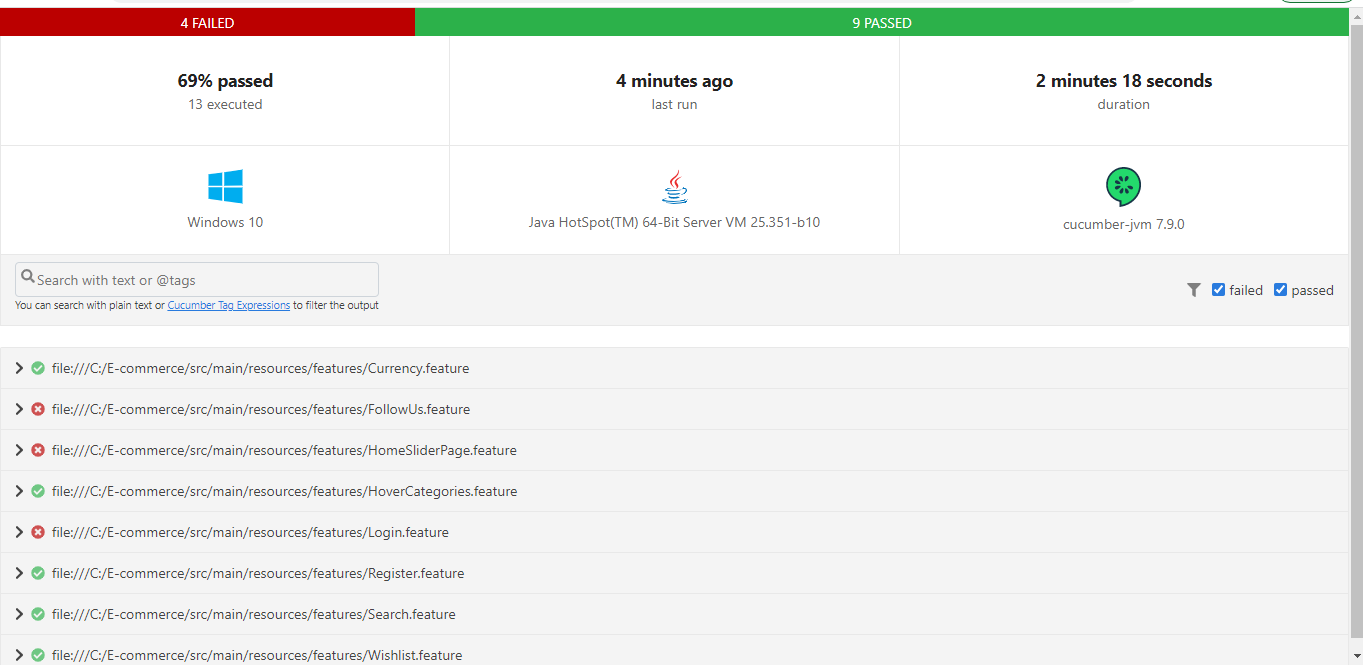 4 FAILED
9 PASSED
69% passed
13 executed
4 minutes ago
last run
2 minutes 18 seconds
duration
Windows 10
Java HotSpot(TM) 64-Bit Server VM 25.351-b10
cucumber-jvm 7.9.0
Search with text or @tags
You can search with plain text or Cucumber Tag Expressions to filter the output
failed
passed
file:///C:/E-commerce/src/main/resources/features/Currency.feature
file:///C:/E-commerce/src/main/resources/features/FollowUs.feature
file:///C:/E-commerce/src/main/resources/features/HomeSliderPage.feature
file:///C:/E-commerce/src/main/resources/features/HoverCategories.feature
file:///C:/E-commerce/src/main/resources/features/Login.feature
file:///C:/E-commerce/src/main/resources/features/Register.feature
file:///C:/E-commerce/src/main/resources/features/Search.feature
file:///C:/E-commerce/src/main/resources/features/Wishlist.feature